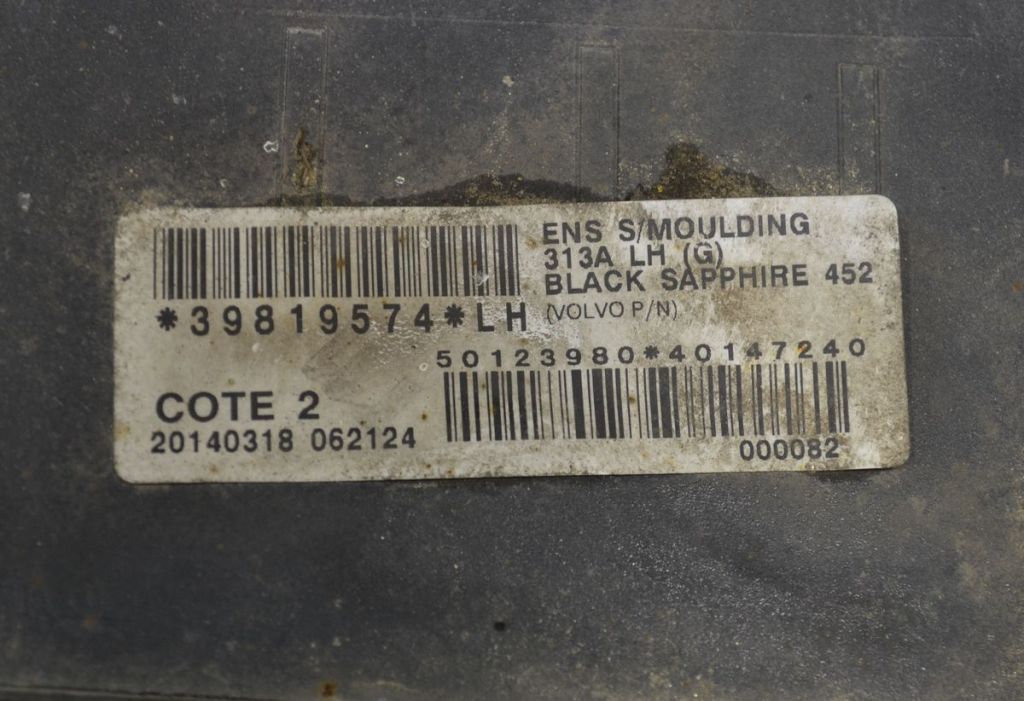 ENS S/MOULDING
313A LH (G)
BLACK SAPPHIRE 452
*39819574*LH (VOLVO P/N)
50123980*40147240
COTE 2
20140318 062124
000082